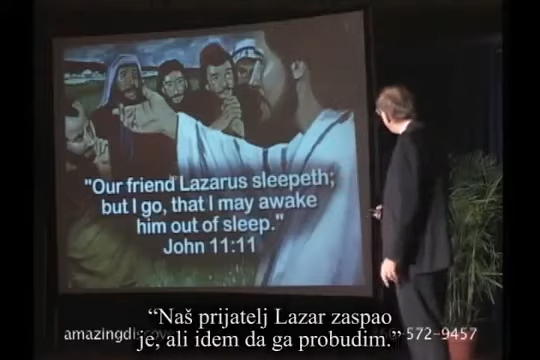 "Our friend Lazarus sleepeth;
but I go, that I may awake
him out of sleep."
John 11:11
“Naš prijatelj Lazar zaspao
je, ali idem da ga probudim.”
amazingdiscov
572-9457